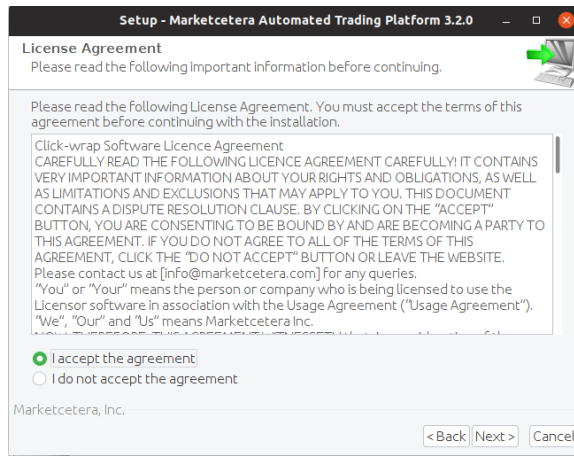 Setup - Marketcetera Automated Trading Platform 3.2.0
License Agreement
Please read the following important information before continuing.
Please read the following License Agreement. You must accept the terms of this
agreement before continuing with the installation.
Click-wrap Software Licence Agreement
CAREFULLY READ THE FOLLOWING LICENCE AGREEMENT CAREFULLY! IT CONTAINS
VERY IMPORTANT INFORMATION ABOUT YOUR RIGHTS AND OBLIGATIONS, AS WELL
AS LIMITATIONS AND EXCLUSIONS THAT MAY APPLY TO YOU. THIS DOCUMENT
CONTAINS A DISPUTE RESOLUTION CLAUSE. BY CLICKING ON THE “ACCEPT”
BUTTON, YOU ARE CONSENTING TO BE BOUND BY AND ARE BECOMING A PARTY TO
THIS AGREEMENT. IF YOU DO NOT AGREE TO ALL OF THE TERMS OF THIS
AGREEMENT, CLICK THE “DO NOT ACCEPT” BUTTON OR LEAVE THE WEBSITE.
Please contact us at [info@marketcetera.com] for any queries.
“You” or “Your” means the person or company who is being licensed to use the
Licensor software in association with the Usage Agreement (“Usage Agreement”).
“We”, “Our” and “Us” means Marketcetera Inc.
I accept the agreement
I do not accept the agreement
Marketcetera, Inc.
< Back Next > Cancel